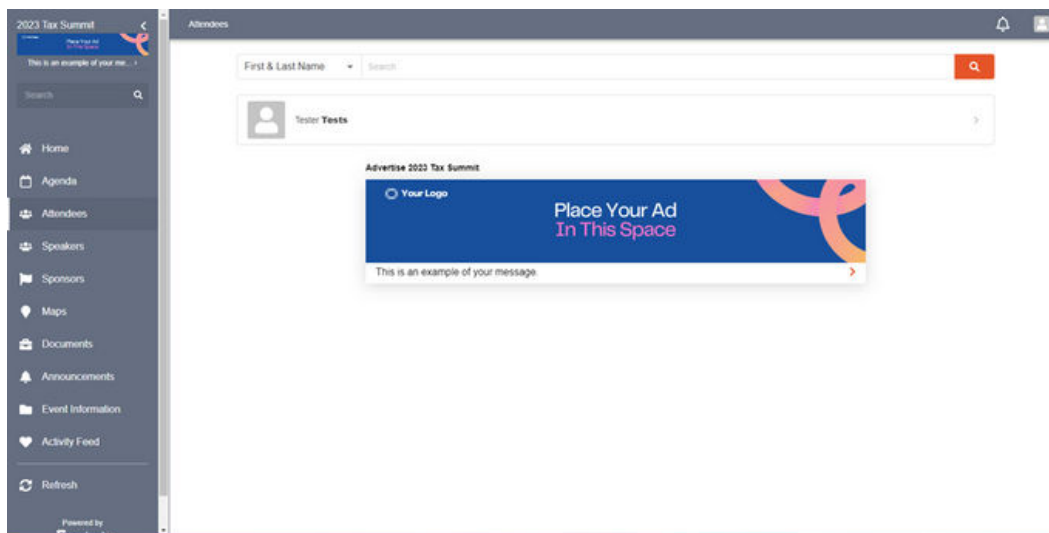 2023 Tax Summit
Attendees
Place Your Ad
In This Space
This is an example of your me...
Search
Home
Agenda
Attendees
Speakers
Sponsors
Maps
Documents
Announcements
Event Information
Activity Feed
Refresh
Powered by
First & Last Name
Search
Tester Tests
Advertise 2023 Tax Summit
Your Logo
Place Your Ad
In This Space
This is an example of your message.